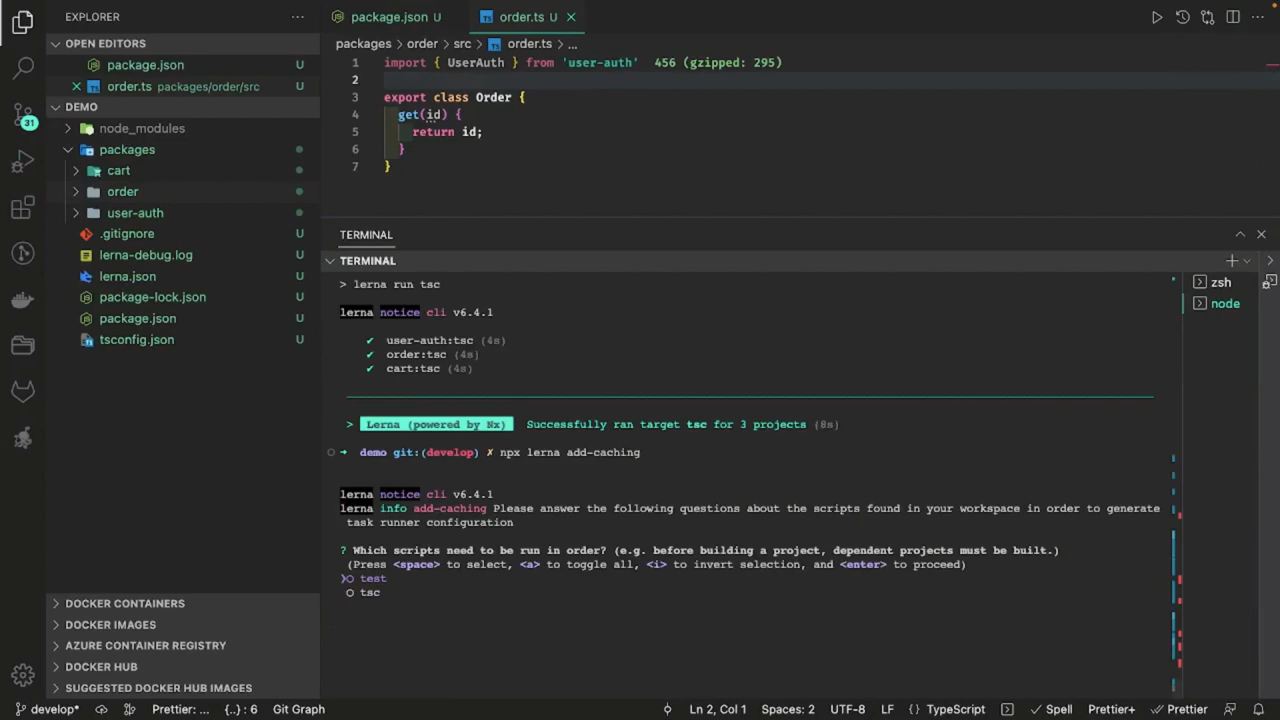 EXPLORER
package.json U
order.ts U
OPEN EDITORS
package.json U
order.ts packages/order/src U
DEMO
node_modules
packages
cart
order
user-auth
.gitignore U
lerna-debug.log U
lerna.json U
package-lock.json U
package.json U
tsconfig.json U
DOCKER CONTAINERS
DOCKER IMAGES
AZURE CONTAINER REGISTRY
DOCKER HUB
SUGGESTED DOCKER HUB IMAGES
31
packages > order > src > TS order.ts > ...
1 import { UserAuth } from 'user-auth' 456 (gzipped: 295)
2
3 export class Order {
4 get(id) {
5 return id;
6 }
7 }
TERMINAL
TERMINAL
> lerna run tsc
lerna notice cli v6.4.1
✔ user-auth:tsc (4s)
✔ order:tsc (4s)
✔ cart:tsc (4s)
> Lerna (powered by Nx) Successfully ran target tsc for 3 projects (8s)
➜ demo git:(develop) ✗ npx lerna add-caching
lerna notice cli v6.4.1
lerna info add-caching Please answer the following questions about the scripts found in your workspace in order to generate
task runner configuration
? Which scripts need to be run in order? (e.g. before building a project, dependent projects must be built.)
(Press <space> to select, <a> to toggle all, <i> to invert selection, and <enter> to proceed)
❯◯ test
◯ tsc
zsh
node
develop* Prettier: ... {..} : 6 Git Graph Ln 2, Col 1 Spaces: 2 UTF-8 LF {} TypeScript Spell Prettier+ Prettier